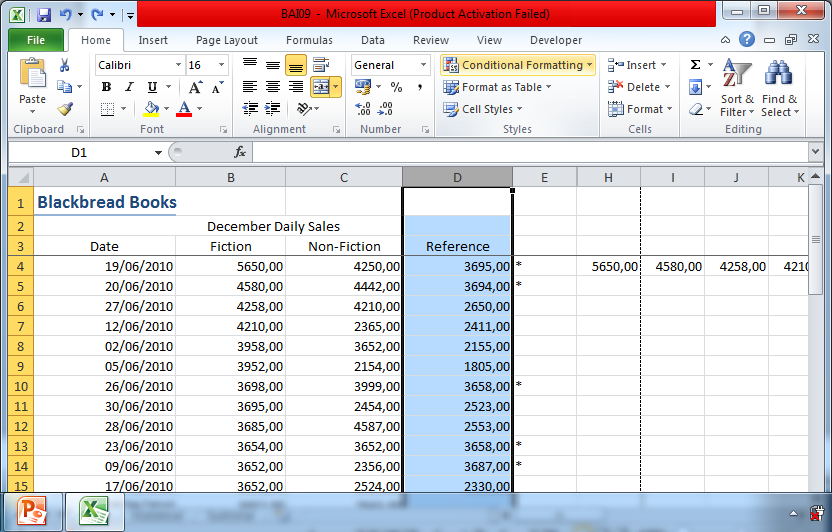 BAI09 - Microsoft Excel (Product Activation Failed)
File Home Insert Page Layout Formulas Data Review View Developer
Calibri 16 General Conditional Formatting Insert Σ
B I U A A % , Format as Table Delete
Paste A Cell Styles Format Sort & Filter Find & Select
Clipboard Font Alignment Number Styles Cells Editing
D1 fx
A B C D E H I J K
1 Blackbread Books
2 December Daily Sales
3 Date Fiction Non-Fiction Reference
4 19/06/2010 5650,00 4250,00 3695,00 * 5650,00 4580,00 4258,00 4210
5 20/06/2010 4580,00 4442,00 3694,00 *
6 27/06/2010 4258,00 4210,00 2650,00
7 12/06/2010 4210,00 2365,00 2411,00
8 02/06/2010 3958,00 3652,00 2155,00
9 05/06/2010 3952,00 2154,00 1805,00
10 26/06/2010 3698,00 3999,00 3658,00 *
11 30/06/2010 3695,00 2454,00 2523,00
12 28/06/2010 3685,00 4587,00 2553,00
13 23/06/2010 3654,00 3652,00 3658,00 *
14 09/06/2010 3652,00 2356,00 3687,00 *
15 17/06/2010 3652,00 2524,00 2330,00